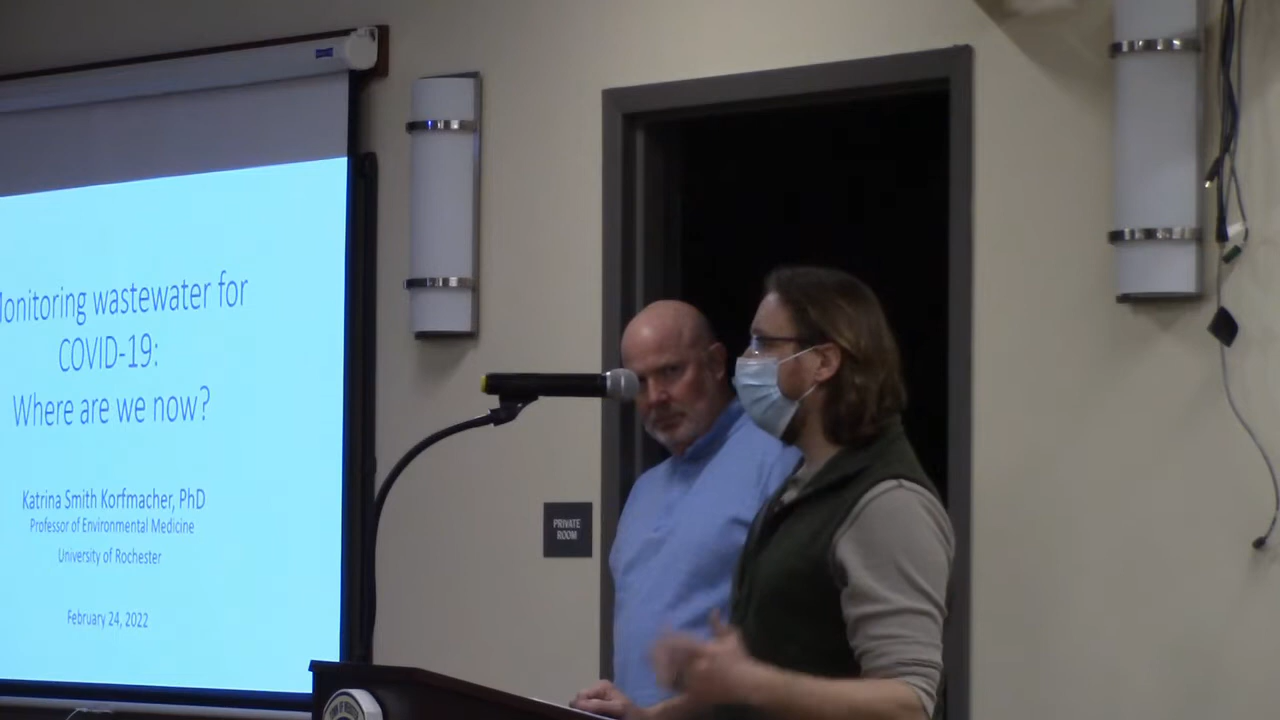 onitoring wastewater for
COVID-19:
Where are we now?
Katrina Smith Korfmacher, PhD
Professor of Environmental Medicine
University of Rochester
February 24, 2022
PRIVATE
ROOM